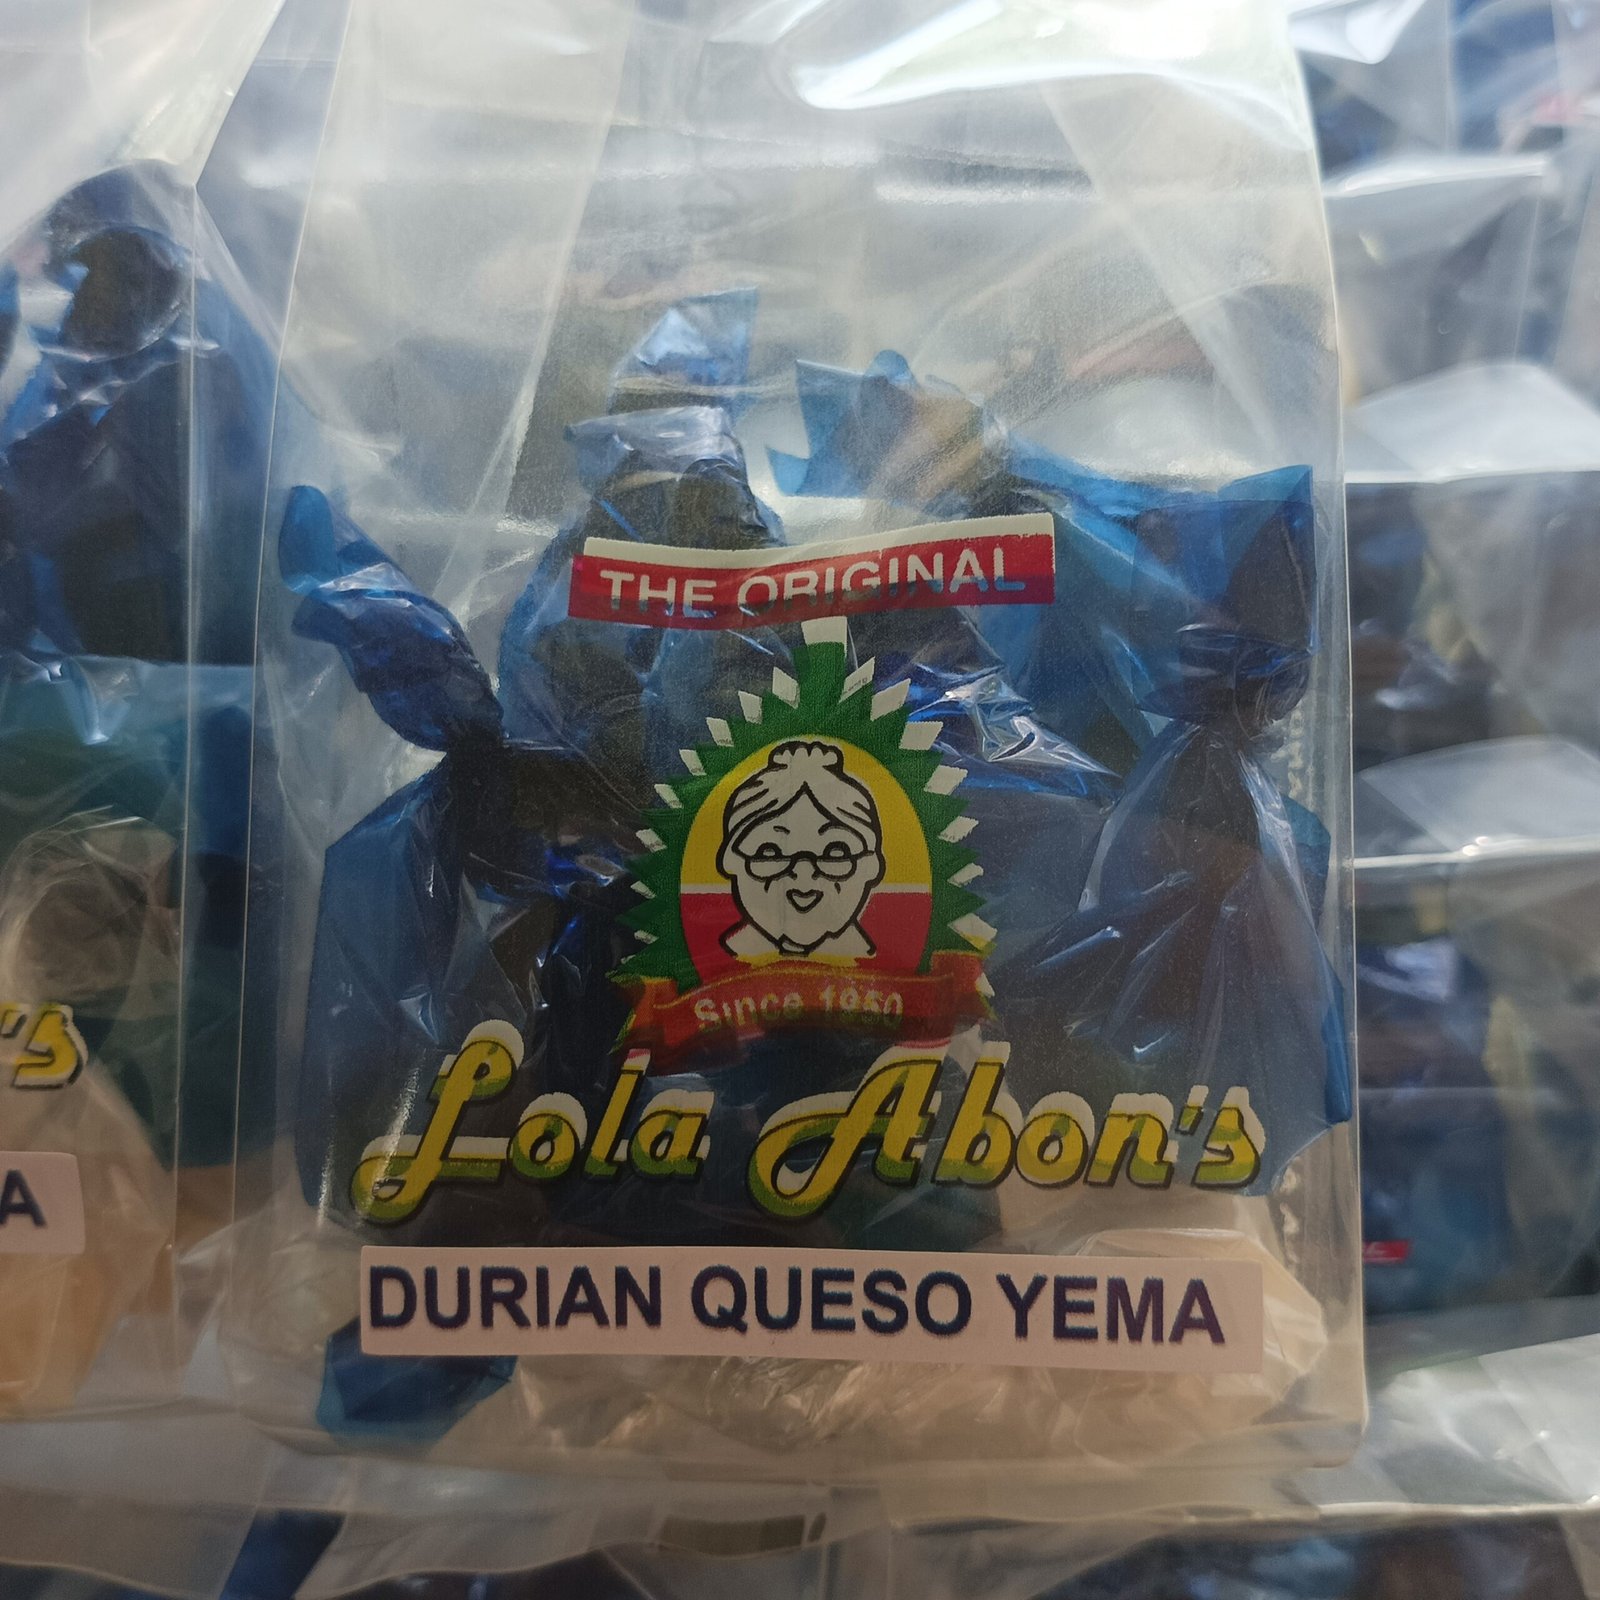 THE ORIGINAL
Since 1950
Lola Abon's
DURIAN QUESO YEMA
's
A